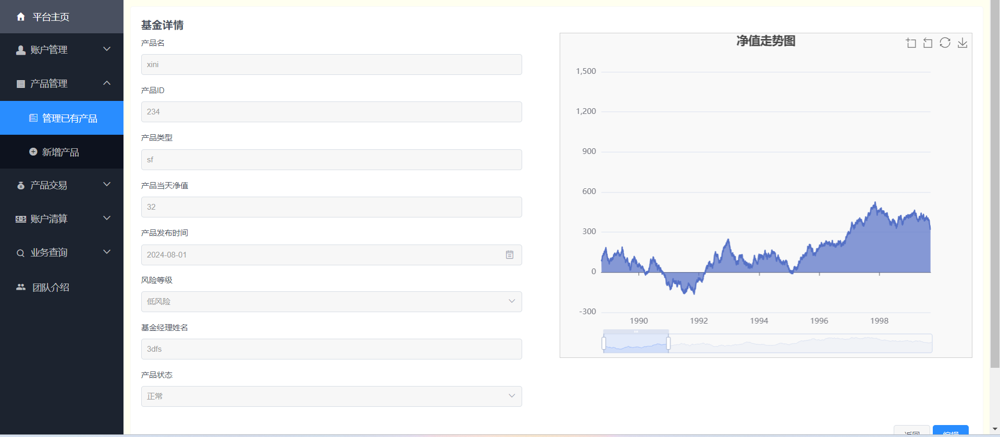 平台主页
账户管理
产品管理
管理已有产品
新增产品
产品交易
账户清算
业务查询
团队介绍
基金详情
产品名
xini
产品ID
234
产品类型
sf
产品当天净值
32
产品发布时间
2024-08-01
风险等级
低风险
基金经理姓名
3dfs
产品状态
正常
净值走势图
1,500
1,200
900
600
300
0
-300
1990 1992 1994 1996 1998
返回 编辑